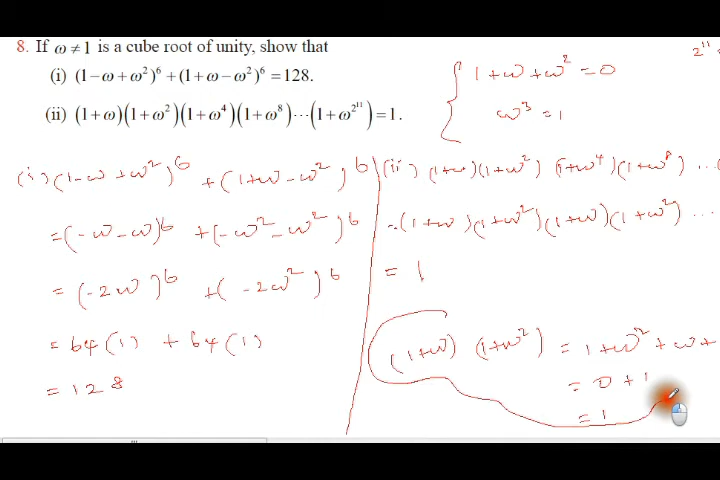 8. If ω ≠ 1 is a cube root of unity, show that
(i) (1−ω+ω²)⁶ + (1+ω−ω²)⁶ = 128.
(ii) (1+ω)(1+ω²)(1+ω⁴)(1+ω⁸)⋯(1+ω^{2^{11}}) = 1.
1+ω+ω² = 0
ω³ = 1
2¹¹
(i) (1−ω+ω²)⁶ + (1+ω−ω²)⁶
= (−ω−ω)⁶ + (−ω²−ω²)⁶
= (−2ω)⁶ + (−2ω²)⁶
= 64(1) + 64(1)
= 128
(ii) (1+ω)(1+ω²)(1+ω⁴)(1+ω⁸) ...
= (1+ω)(1+ω²)(1+ω)(1+ω²) ...
= 1
(1+ω)(1+ω²) = 1+ω²+ω+
= 0+1
= 1